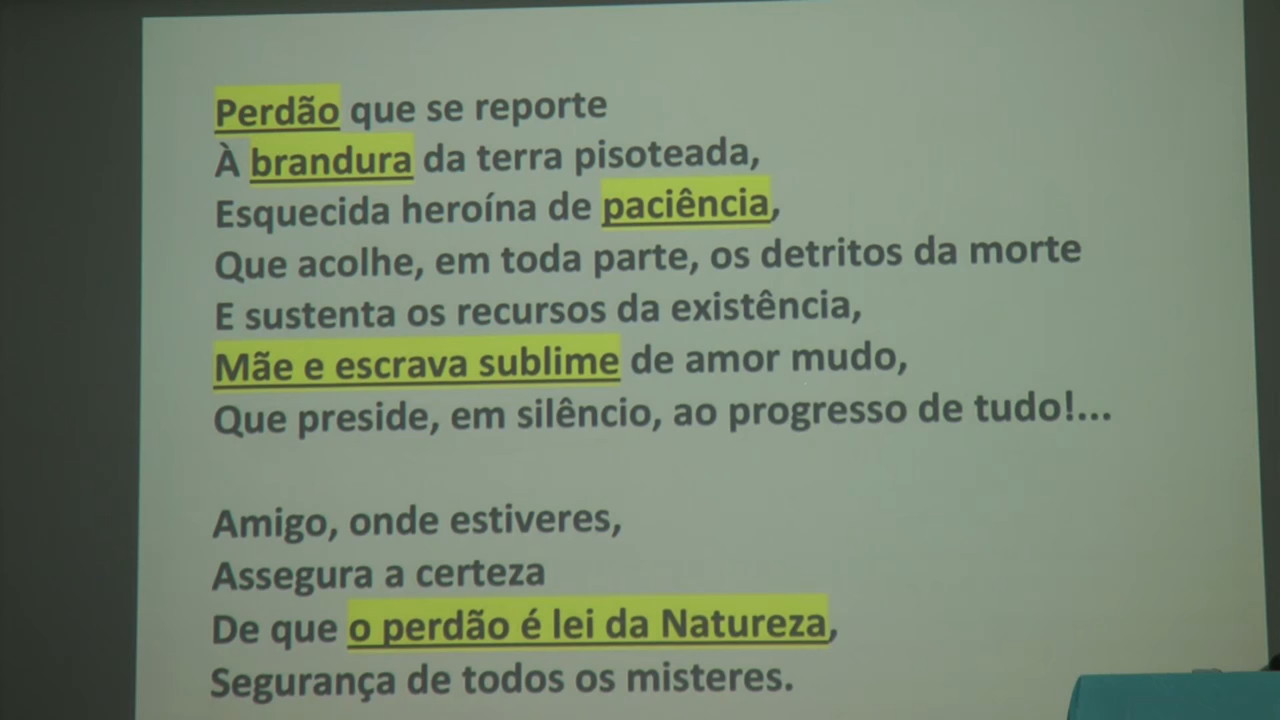 Perdão que se reporte
À brandura da terra pisoteada,
Esquecida heroína de paciência,
Que acolhe, em toda parte, os detritos da morte
E sustenta os recursos da existência,
Mãe e escrava sublime de amor mudo,
Que preside, em silêncio, ao progresso de tudo!...
Amigo, onde estiveres,
Assegura a certeza
De que o perdão é lei da Natureza,
Segurança de todos os misteres.